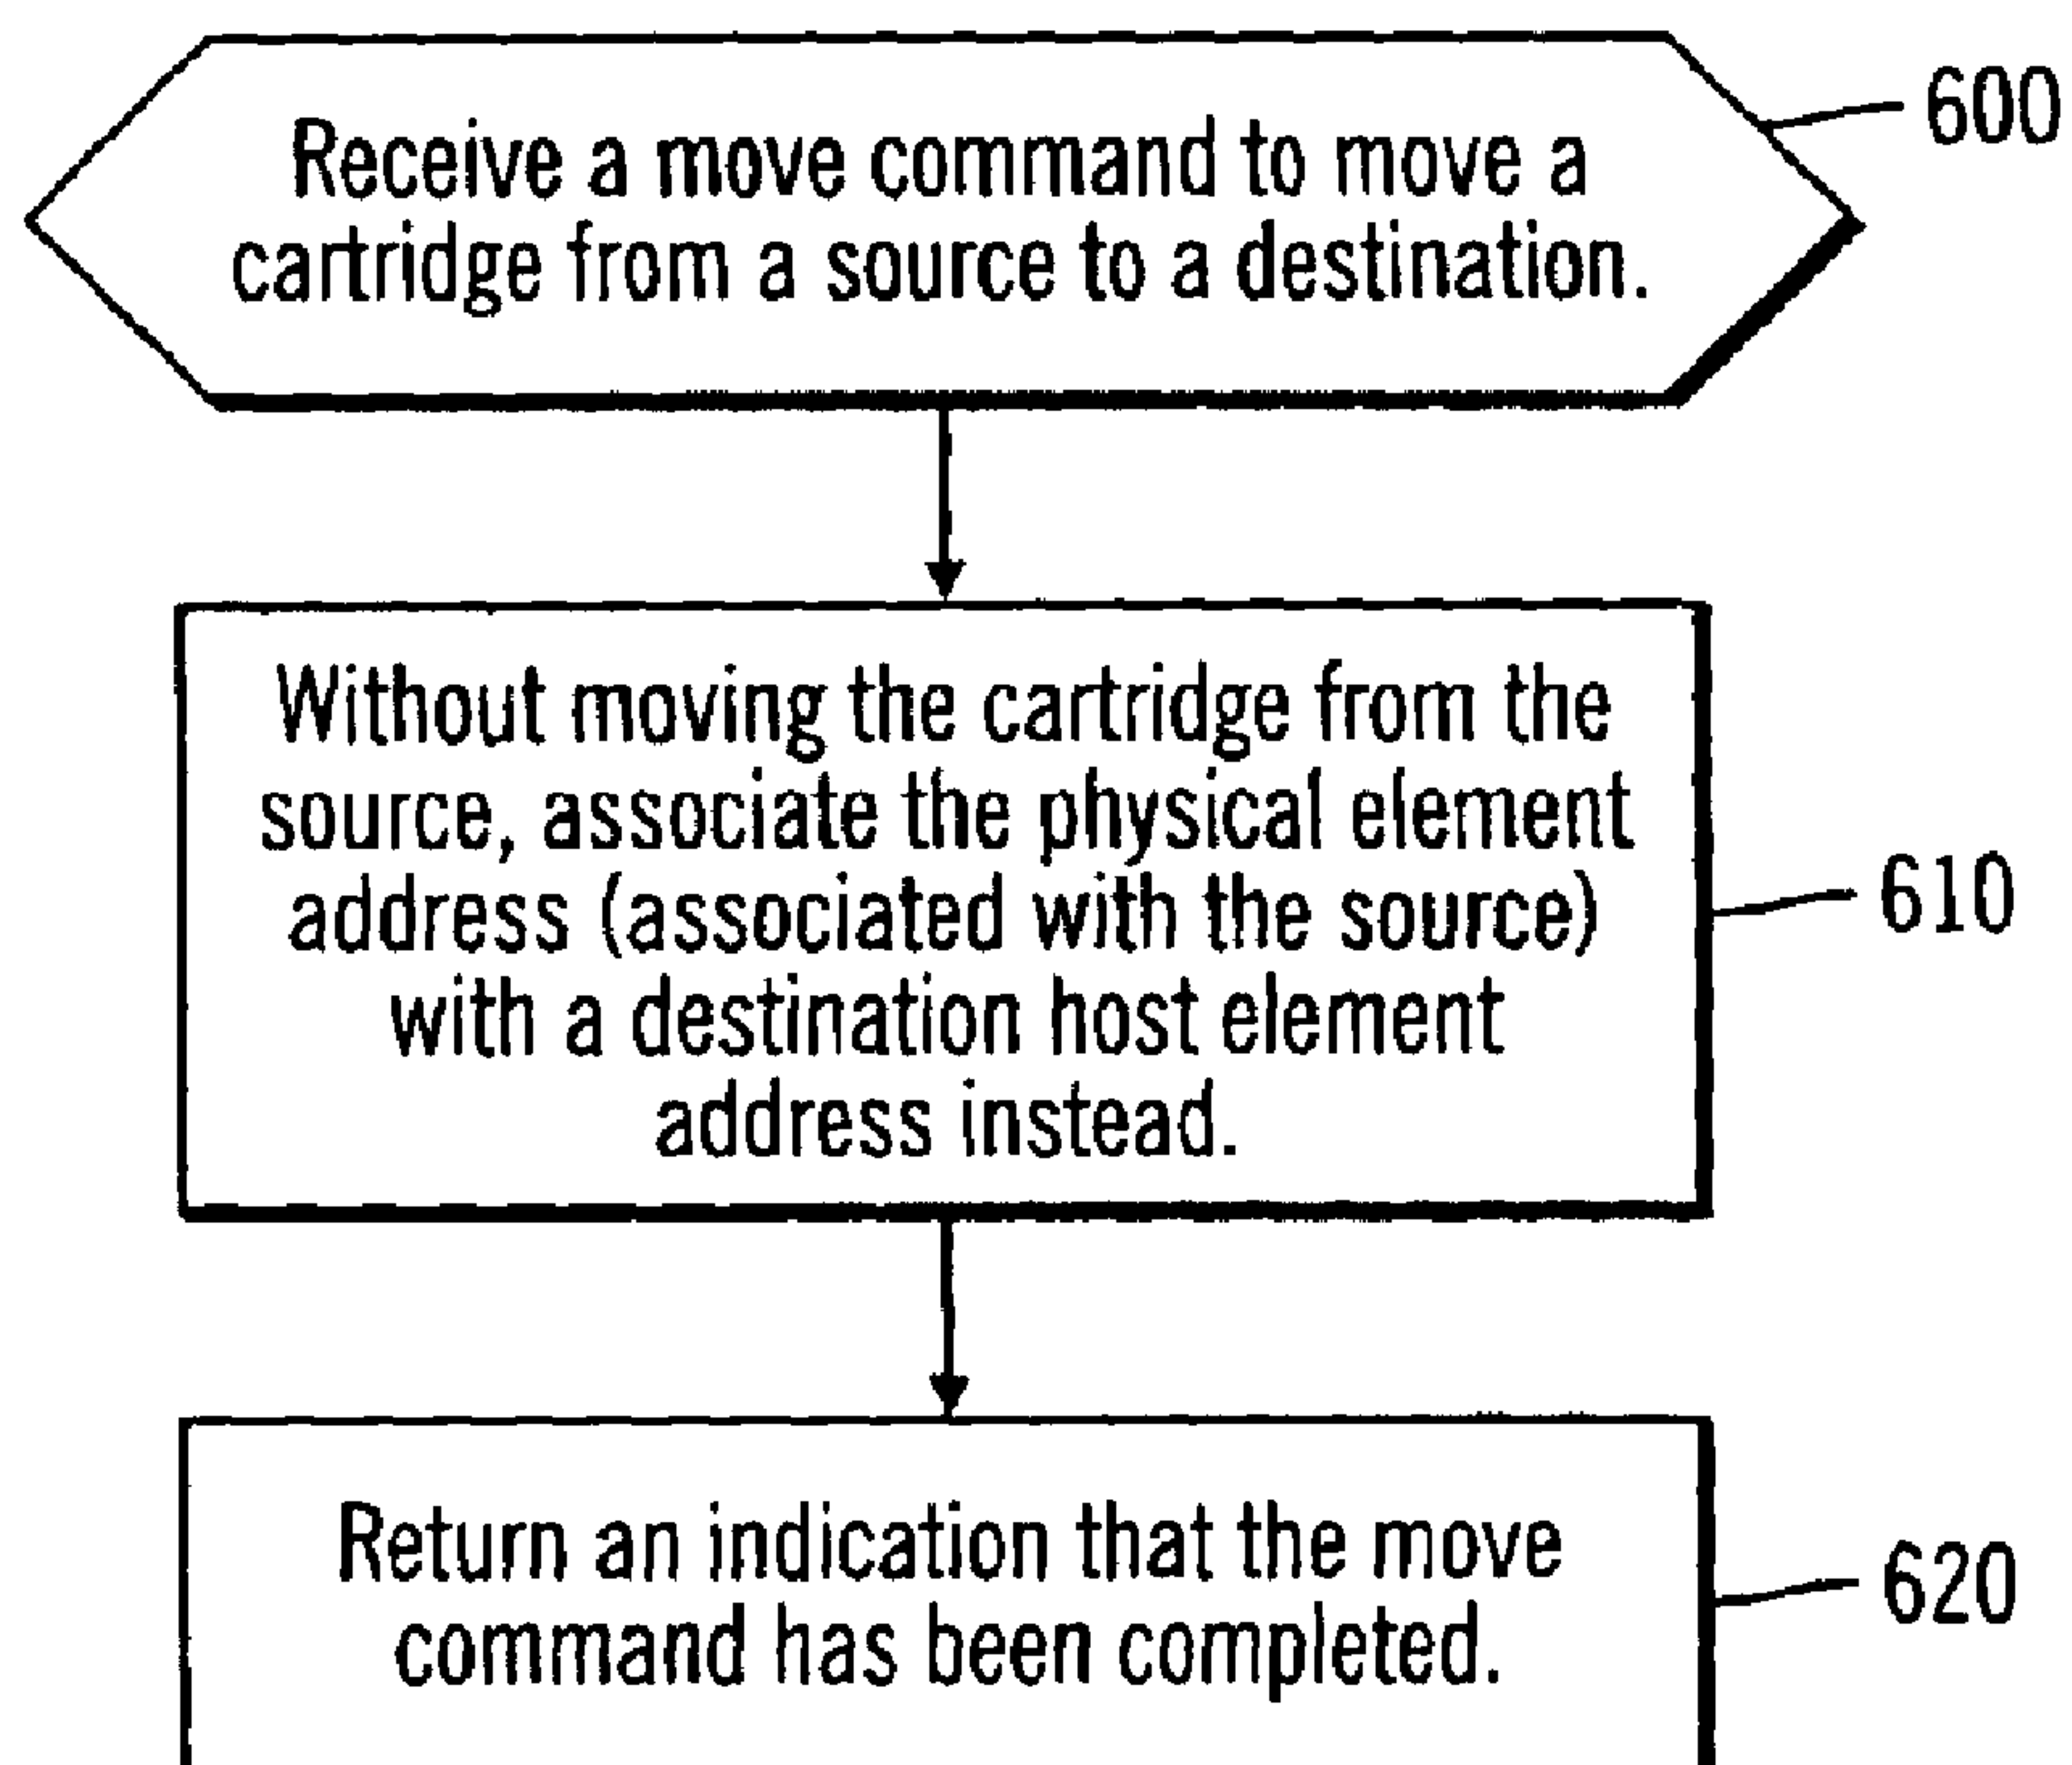 Receive a move command to move a
cartridge from a source to a destination.
600
Without moving the cartridge from the
source, associate the physical element
address (associated with the source)
with a destination host element
address instead.
610
Return an indication that the move
command has been completed.
620